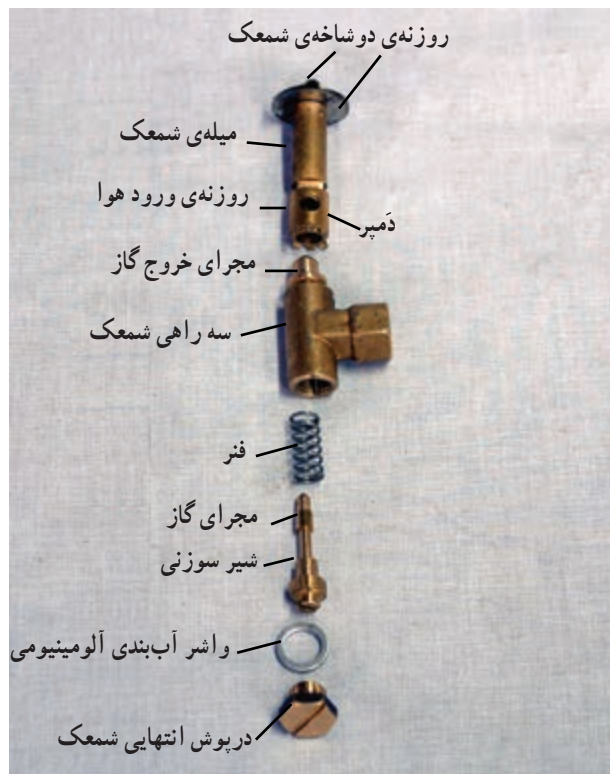 روزنه‌ی دوشاخه‌ی شمعک
میله‌ی شمعک
روزنه‌ی ورود هوا
دَمپر
مجرای خروج گاز
سه راهی شمعک
فنر
مجرای گاز
شیر سوزنی
واشر آب‌بندی آلومینیومی
درپوش انتهایی شمعک